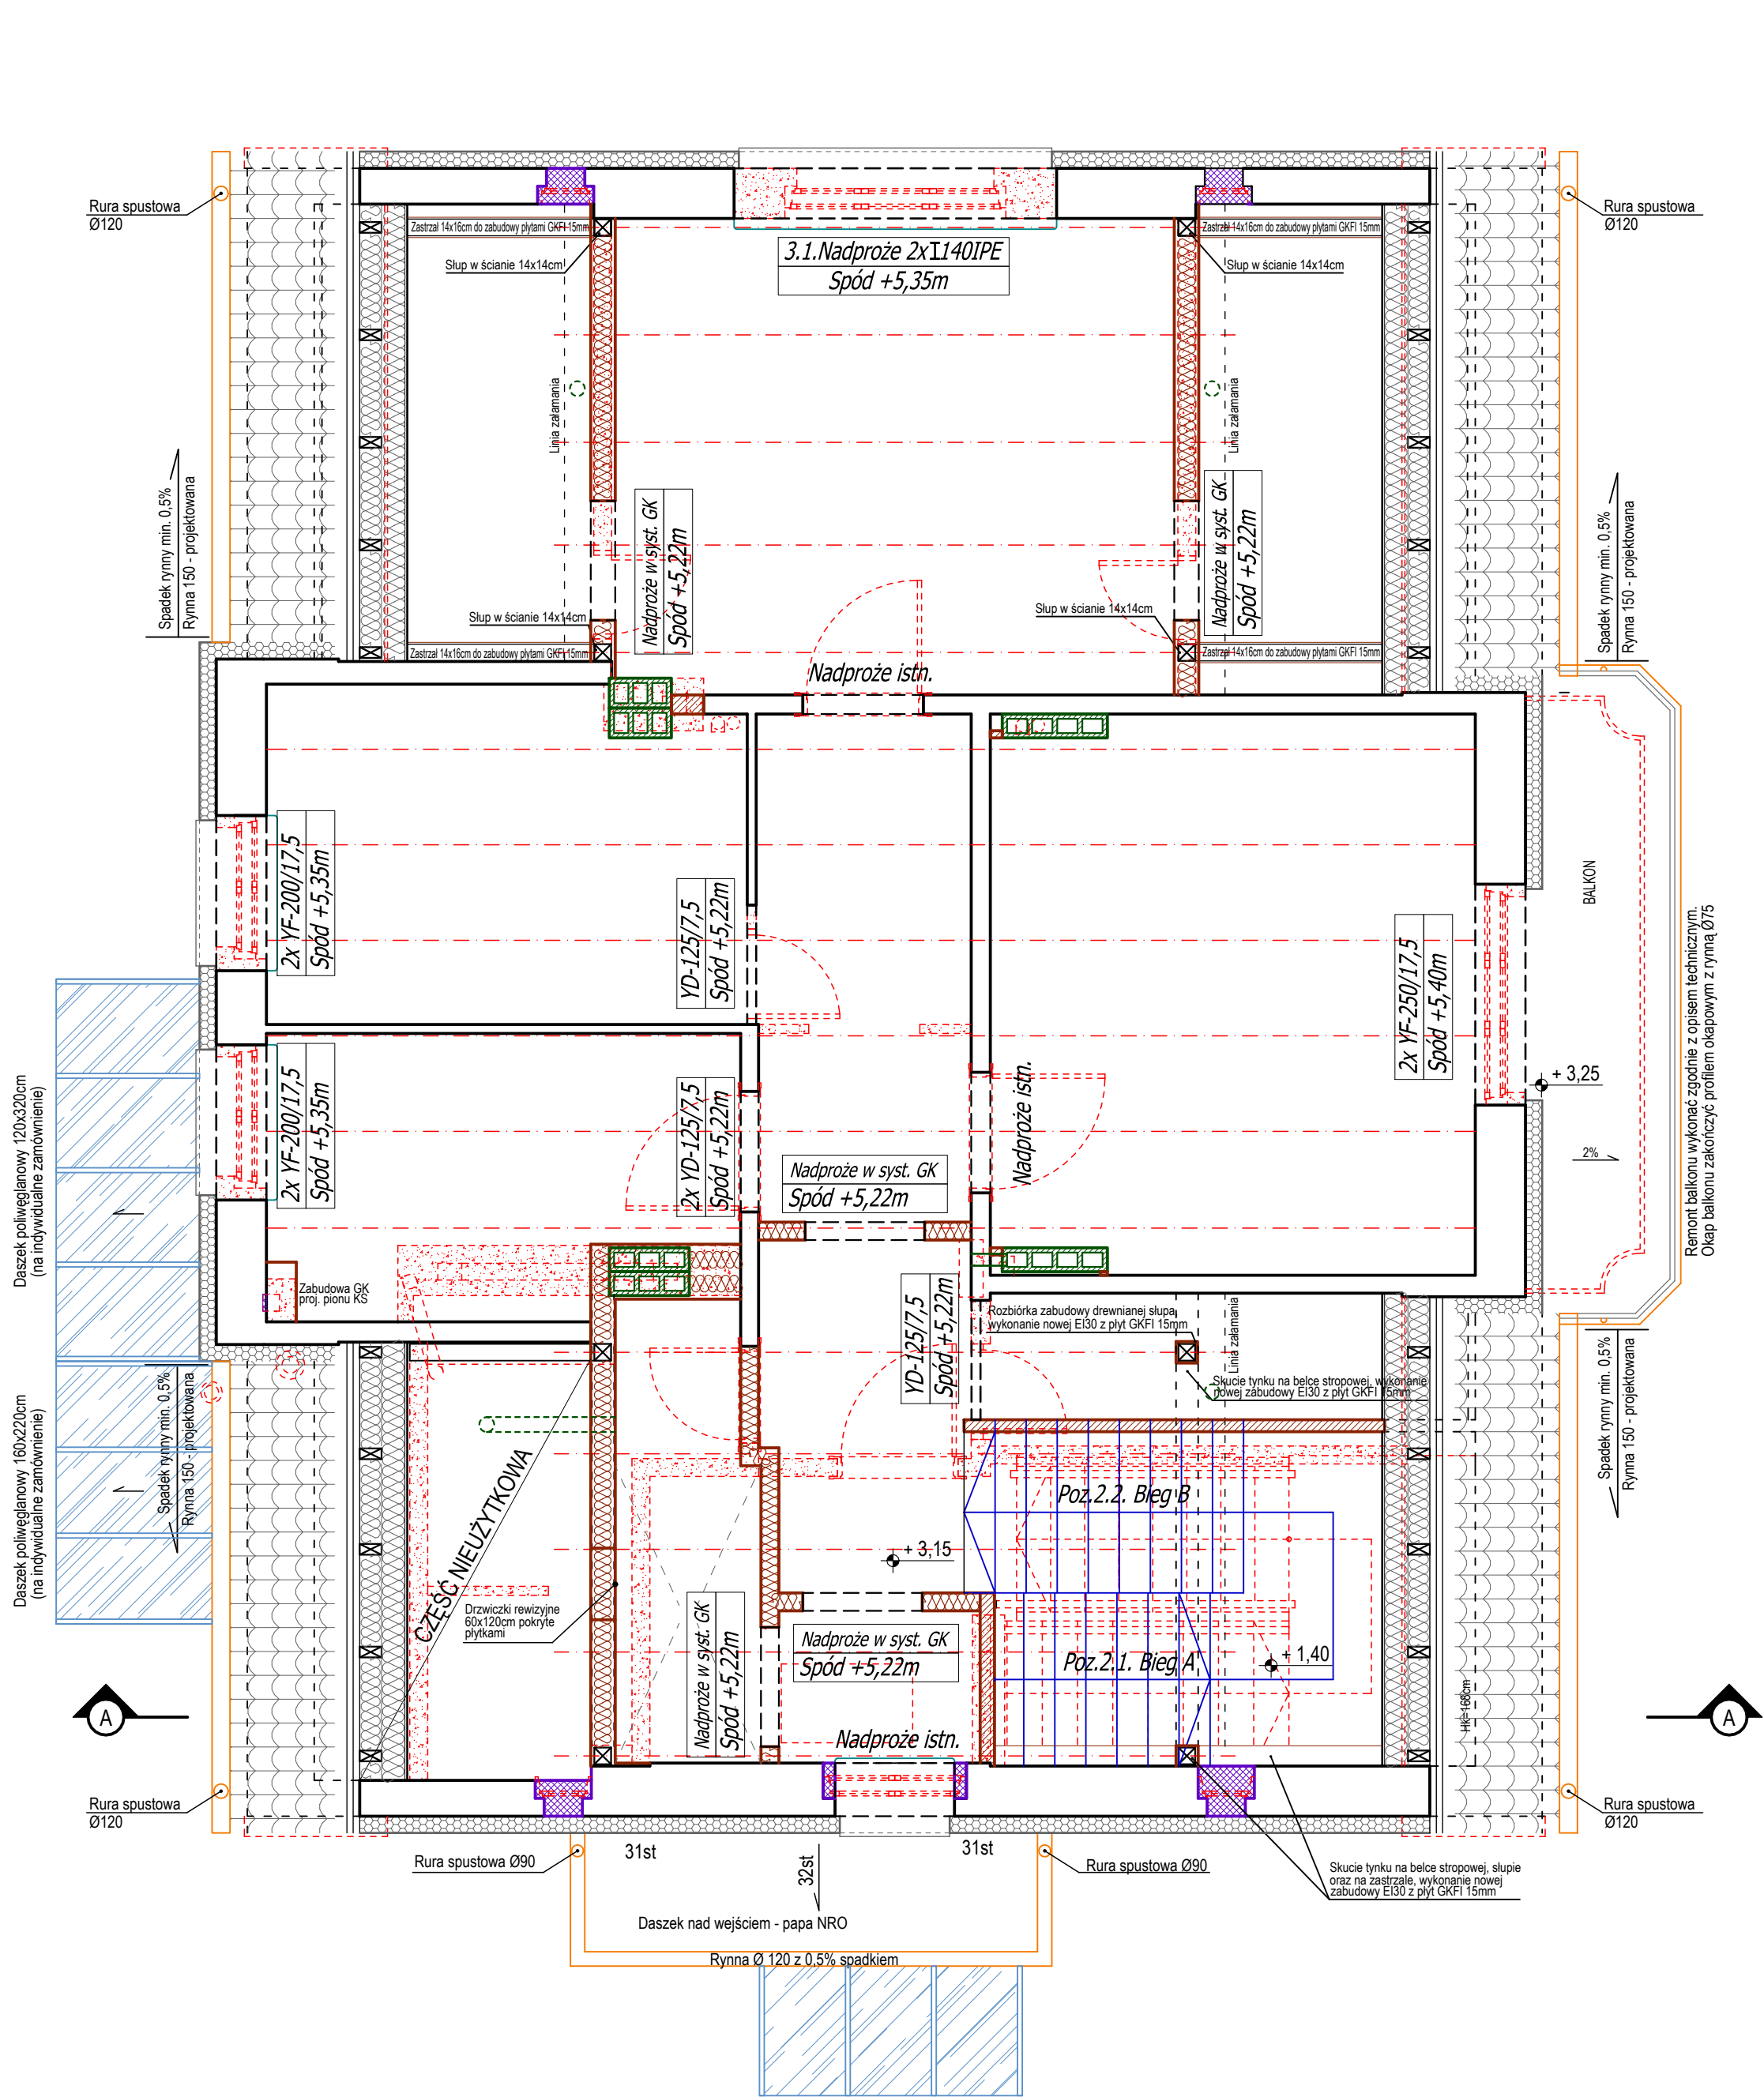 Rura spustowa
Ø120
Rura spustowa
Ø120
Zastrzał 14x16cm do zabudowy płytami GKFI 15mm
Zastrzał 14x16cm do zabudowy płytami GKFI 15mm
3.1.Nadproże 2xI140IPE
Spód +5,35m
Słup w ścianie 14x14cm
Słup w ścianie 14x14cm
Linia załamania
Linia załamania
Spadek rynny min. 0,5%
Rynna 150 - projektowana
Nadproże w syst. GK
Spód +5,22m
Nadproże w syst. GK
Spód +5,22m
Spadek rynny min. 0,5%
Rynna 150 - projektowana
Słup w ścianie 14x14cm
Słup w ścianie 14x14cm
Zastrzał 14x16cm do zabudowy płytami GKFI 15mm
Zastrzał 14x16cm do zabudowy płytami GKFI 15mm
Nadproże istn.
2x YF-200/17,5
Spód +5,35m
YD-125/7,5
Spód +5,22m
2x YF-250/17,5
Spód +5,40m
BALKON
Remont balkonu wykonać zgodnie z opisem technicznym.
Okap balkonu zakończyć profilem okapowym z rynną Ø75
+ 3,25
2%
Daszek poliwęglanowy 120x320cm
(na indywidualne zamównienie)
2x YF-200/17,5
Spód +5,35m
2x YD-125/7,5
Spód +5,22m
Nadproże istn.
Nadproże w syst. GK
Spód +5,22m
Zabudowa GK
proj. pionu KS
YD-125/7,5
Spód +5,22m
Rozbiórka zabudowy drewnianej słupa,
wykonanie nowej EI30 z płyt GKFI 15mm
Linia załamania
Skucie tynku na belce stropowej, wykonanie
nowej zabudowy EI30 z płyt GKFI 15mm
Daszek poliwęglanowy 160x220cm
(na indywidualne zamównienie)
Spadek rynny min. 0,5%
Rynna 150 - projektowana
Spadek rynny min. 0,5%
Rynna 150 - projektowana
CZĘŚĆ NIEUŻYTKOWA
Poz.2.2. Bieg B
+ 3,15
Drzwiczki rewizyjne
60x120cm pokryte
płytkami
Nadproże w syst. GK
Spód +5,22m
Nadproże w syst. GK
Spód +5,22m
Poz.2.1. Bieg A
+ 1,40
Hk=166cm
A
A
Nadproże istn.
Rura spustowa
Ø120
Rura spustowa
Ø120
31st
31st
32st
Rura spustowa Ø90
Rura spustowa Ø90
Skucie tynku na belce stropowej, słupie
oraz na zastrzale, wykonanie nowej
zabudowy EI30 z płyt GKFI 15mm
Daszek nad wejściem - papa NRO
Rynna Ø 120 z 0,5% spadkiem